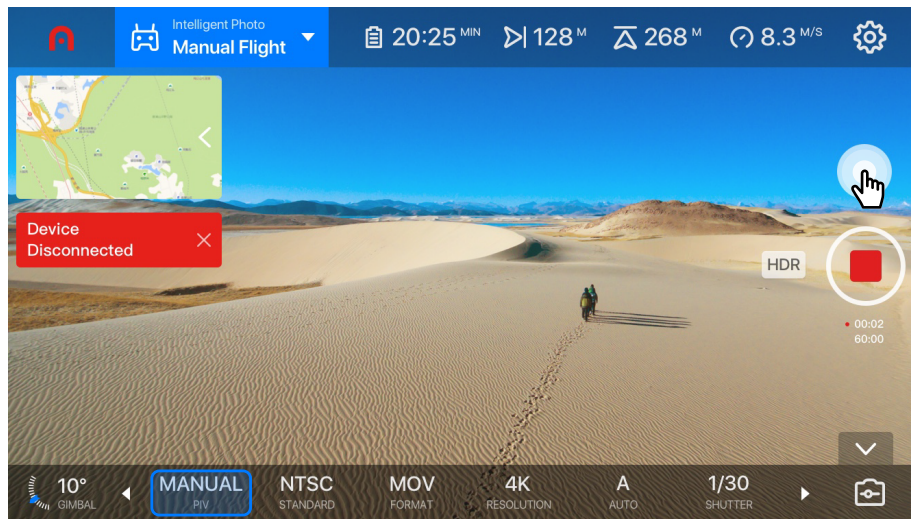 Intelligent Photo
Manual Flight
20:25 MIN
128 M
268 M
8.3 M/S
Device
Disconnected
HDR
00:02
60:00
10°
GIMBAL
MANUAL
PIV
NTSC
STANDARD
MOV
FORMAT
4K
RESOLUTION
A
AUTO
1/30
SHUTTER